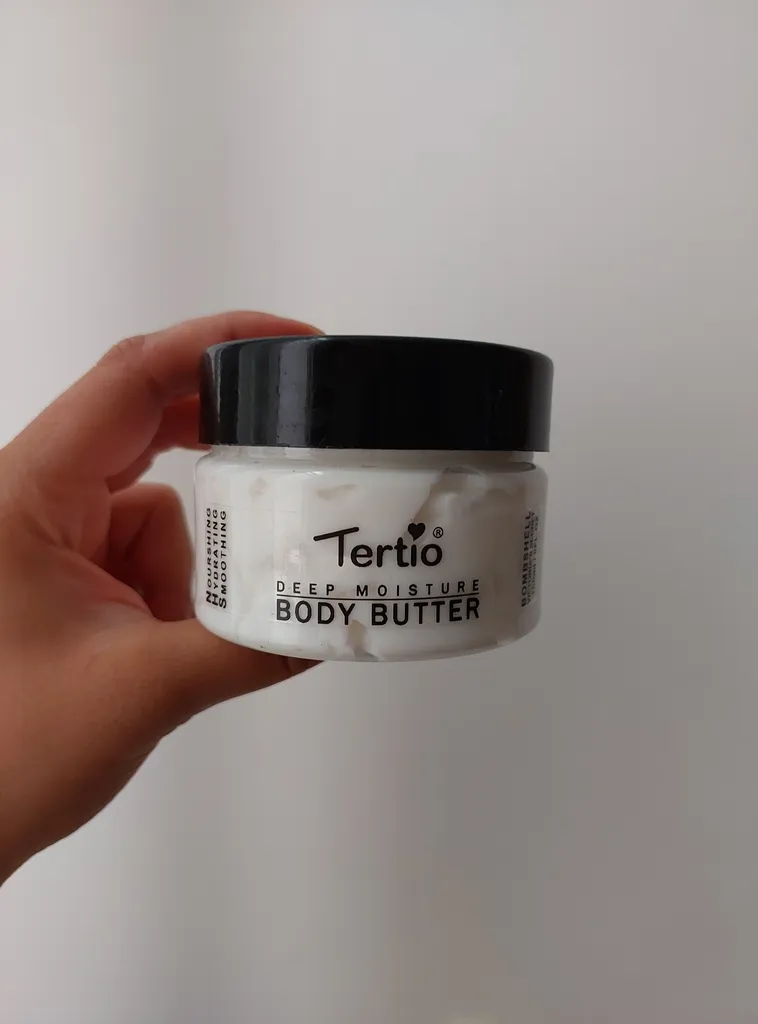 Tertio®
DEEP MOISTURE
BODY BUTTER
NOURSHING
HYDRATING
SMOOTHING
BOMBSHELL